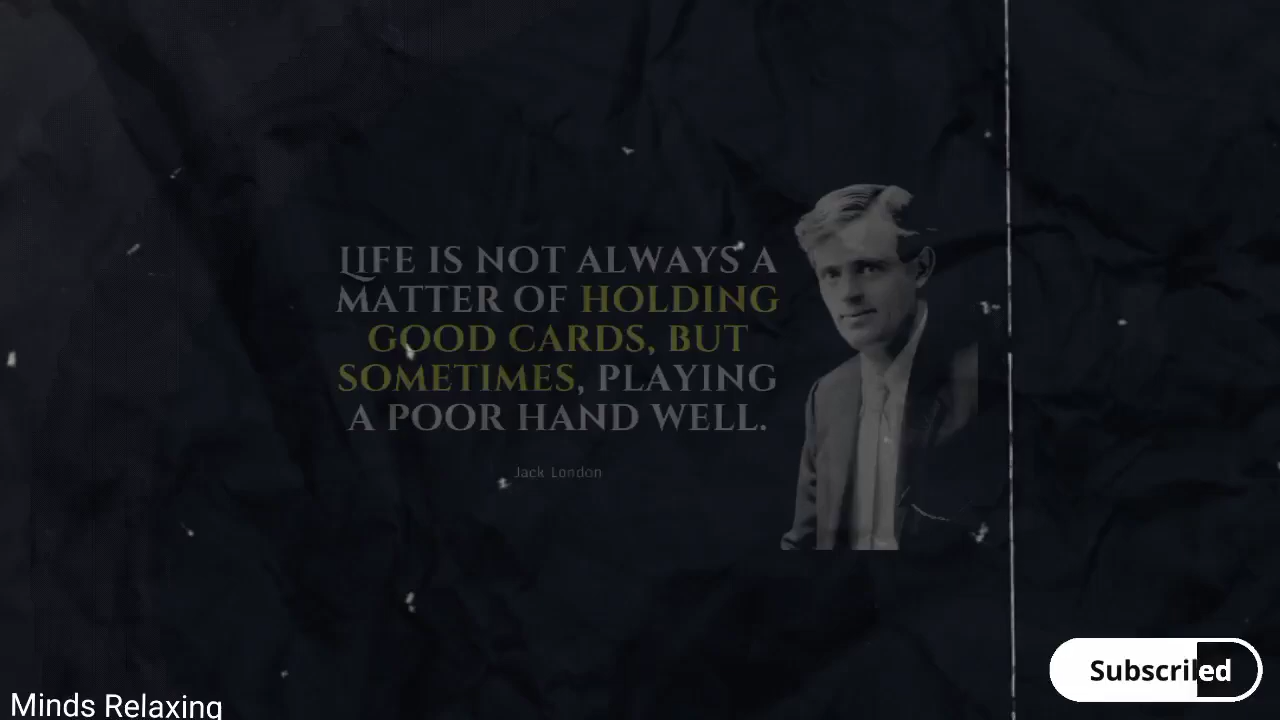 LIFE IS NOT ALWAYS A
MATTER OF HOLDING
GOOD CARDS, BUT
SOMETIMES, PLAYING
A POOR HAND WELL.
Jack London
Minds Relaxing